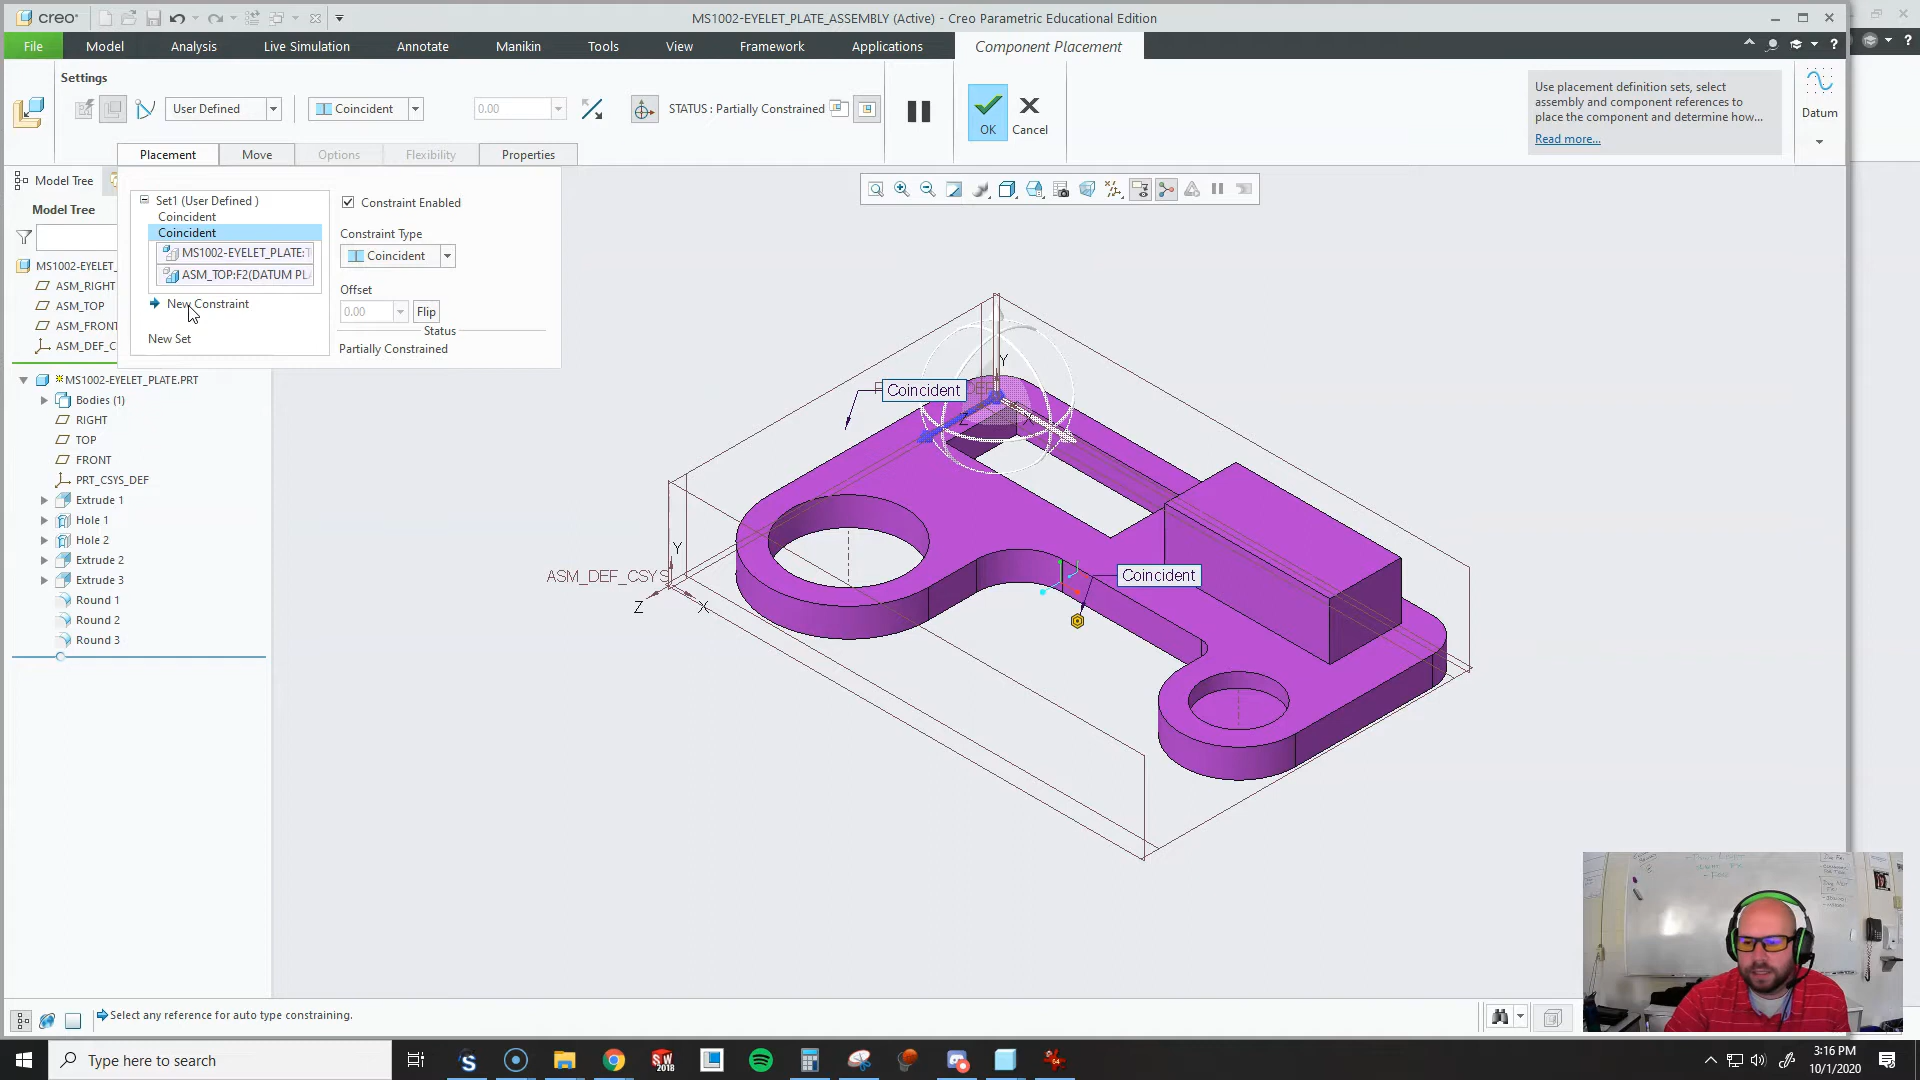 creo
MS1002-EYELET_PLATE_ASSEMBLY (Active) - Creo Parametric Educational Edition
File
Model
Analysis
Live Simulation
Annotate
Manikin
Tools
View
Framework
Applications
Component Placement
Settings
User Defined
Coincident
0.00
STATUS : Partially Constrained
OK
Cancel
Use placement definition sets, select
assembly and component references to
place the component and determine how...
Read more...
Datum
Placement
Move
Options
Flexibility
Properties
Model Tree
Model Tree
MS1002-EYELET_
ASM_RIGHT
ASM_TOP
ASM_FRONT
ASM_DEF_C
MS1002-EYELET_PLATE.PRT
Bodies (1)
RIGHT
TOP
FRONT
PRT_CSYS_DEF
Extrude 1
Hole 1
Hole 2
Extrude 2
Extrude 3
Round 1
Round 2
Round 3
Set1 (User Defined )
Coincident
Coincident
MS1002-EYELET_PLATE:
ASM_TOP:F2(DATUM PL
New Constraint
New Set
Constraint Enabled
Constraint Type
Coincident
Offset
0.00
Flip
Status
Partially Constrained
Y
Coincident
Z
X
Y
ASM_DEF_CSYS
Z
X
Coincident
Select any reference for auto type constraining.
Type here to search
3:16 PM
10/1/2020